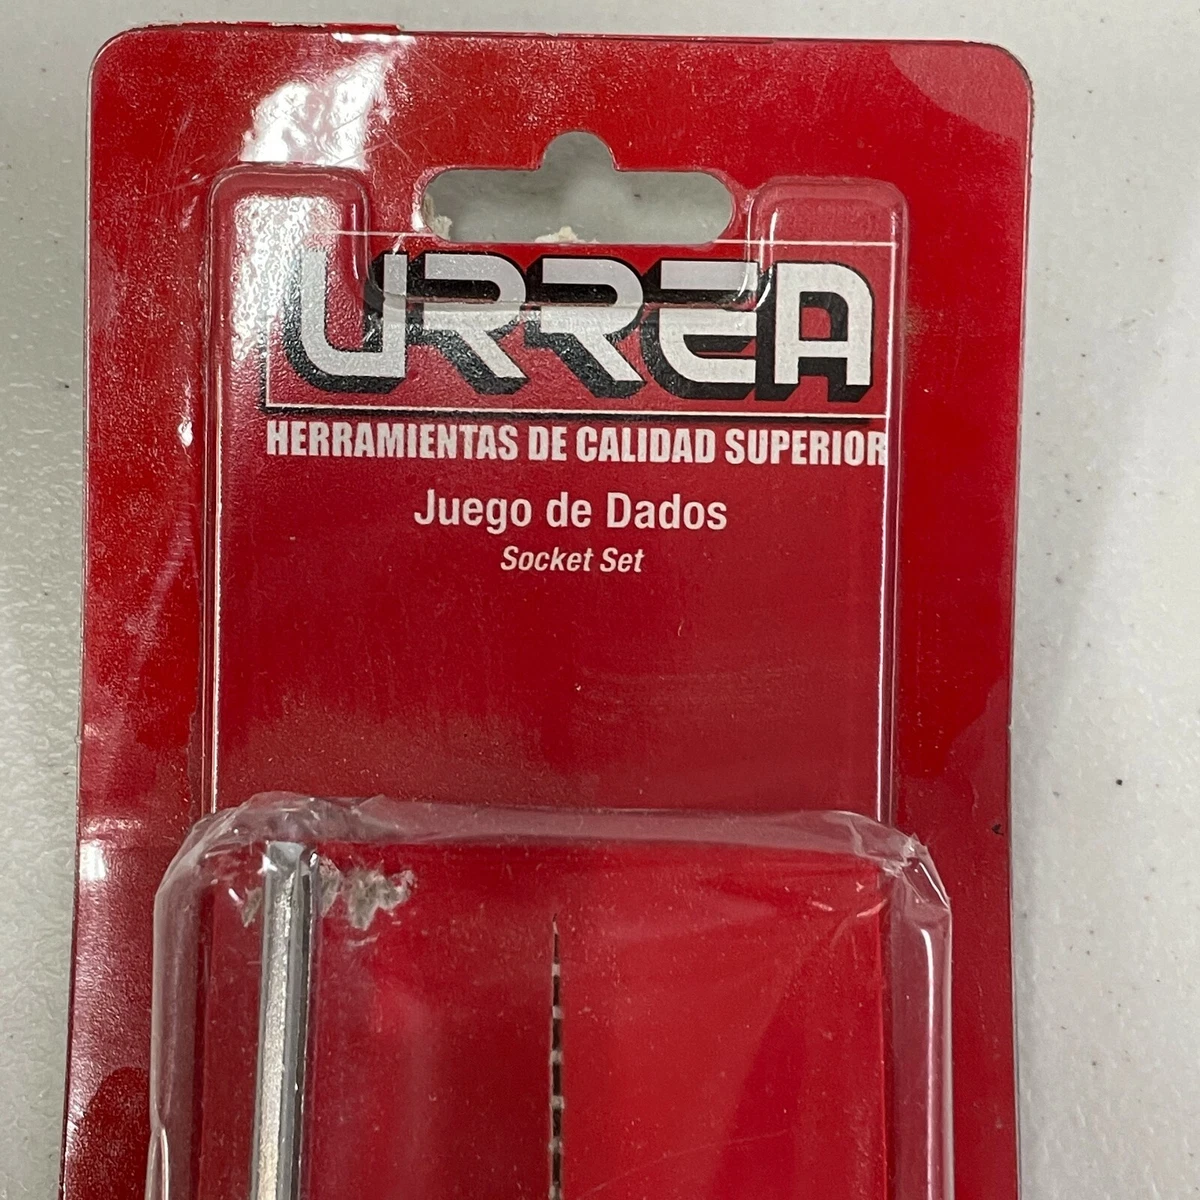 URREA
HERRAMIENTAS DE CALIDAD SUPERIOR
Juego de Dados
Socket Set